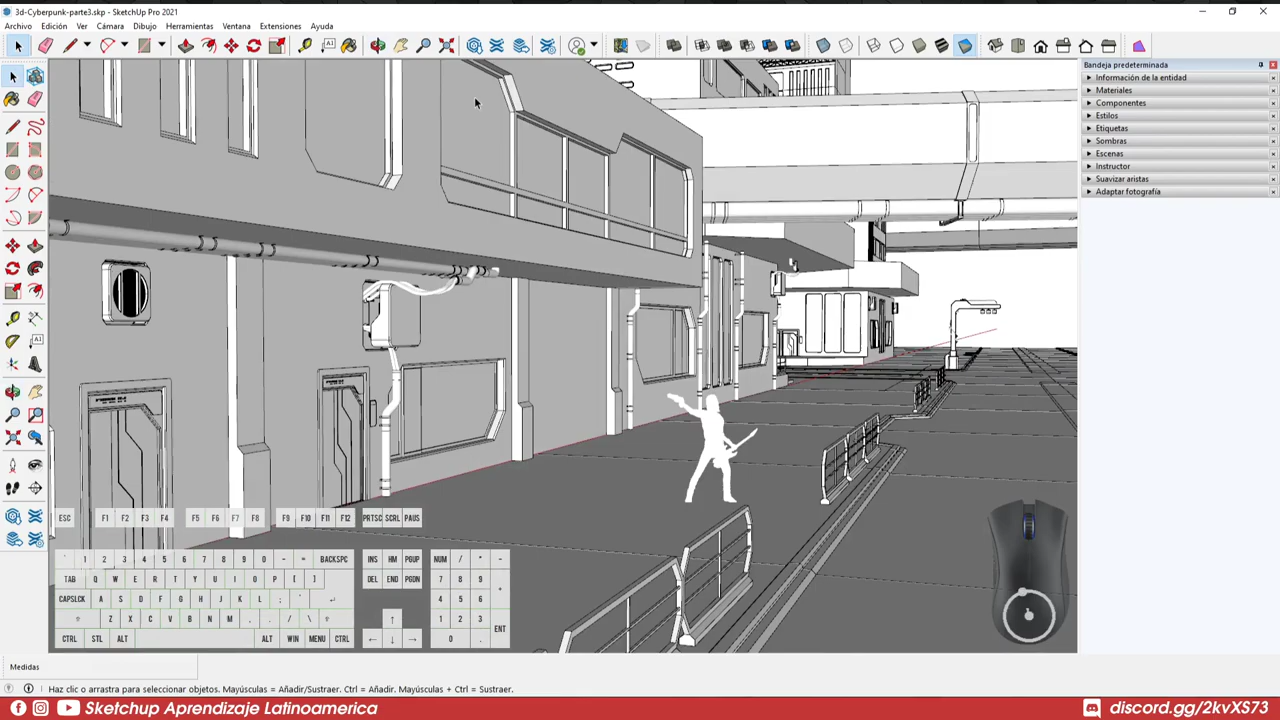 3d-Cyberpunk-parte3.skp - SketchUp Pro 2021
Archivo Edición Ver Cámara Dibujo Herramientas Ventana Extensiones Ayuda
Bandeja predeterminada
Información de la entidad
Materiales
Componentes
Estilos
Etiquetas
Sombras
Escenas
Instructor
Suavizar aristas
Adaptar fotografía
ESC F1 F2 F3 F4 F5 F6 F7 F8 F9 F10 F11 F12 PRTSC SCRL PAUS
` 1 2 3 4 5 6 7 8 9 0 - = BACKSPC INS HM PGUP NUM / * -
TAB Q W E R T Y U I O P [ ] DEL END PGDN 7 8 9 +
CAPSLCK A S D F G H J K L ; ' ↵ 4 5 6
⇧ Z X C V B N M , . / \ ⇧ ↑ 1 2 3 ENT
CTRL STL ALT ALT WIN MENU CTRL ← ↓ → 0 .
Medidas
Haz clic o arrastra para seleccionar objetos. Mayúsculas = Añadir/Sustraer. Ctrl = Añadir. Mayúsculas + Ctrl = Sustraer.
Sketchup Aprendizaje Latinoamerica
discord.gg/2kvXS73